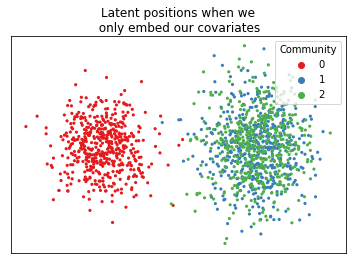 Latent positions when we
only embed our covariates
Community
0
1
2